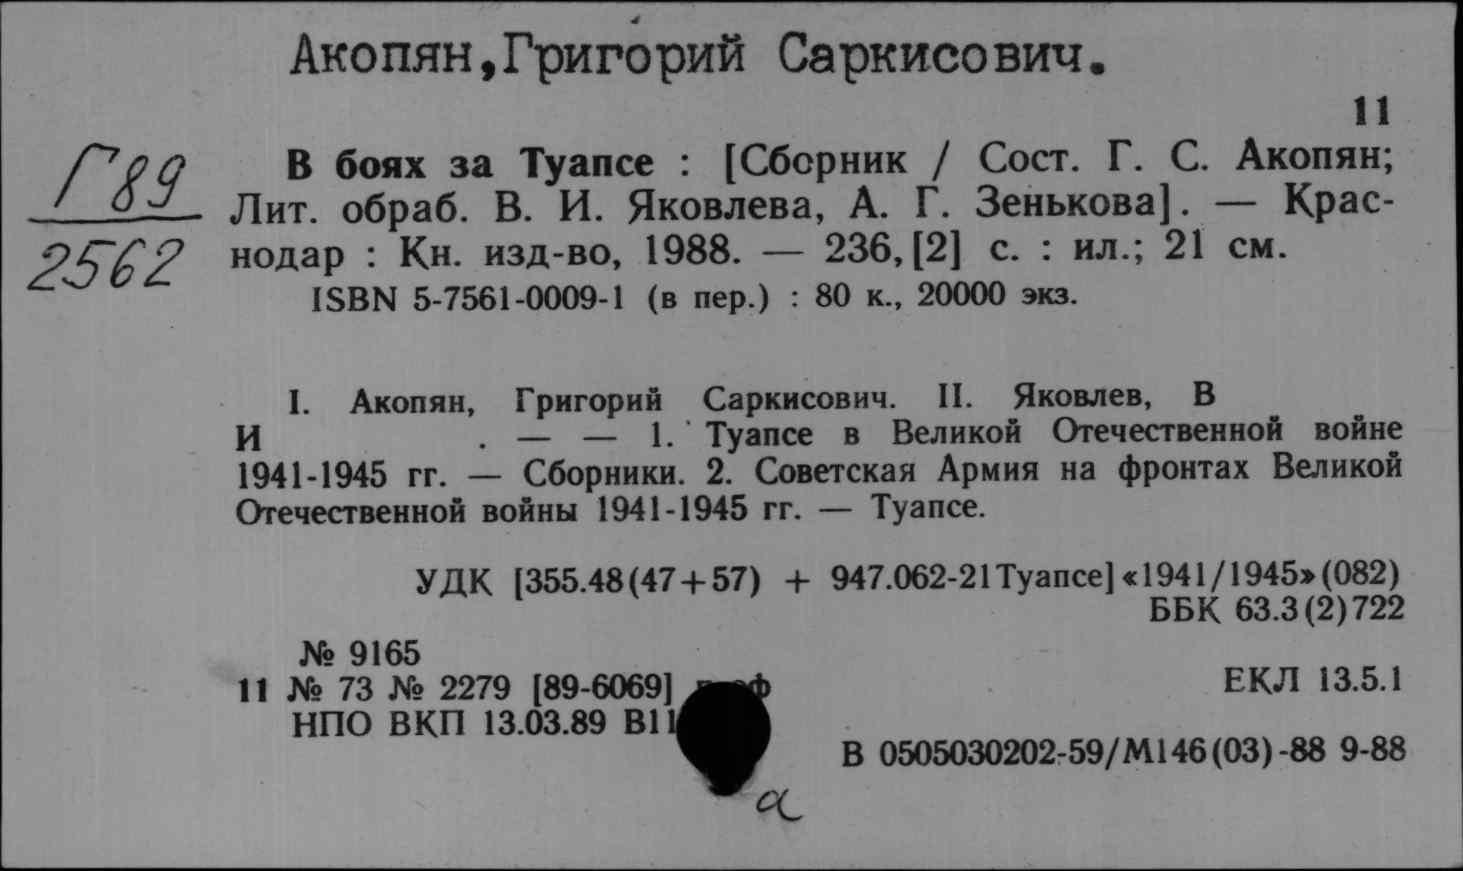 Акопян,Григорий Саркисович.
11
Г89
2562
В боях за Туапсе : [Сборник / Сост. Г. С. Акопян;
Лит. обраб. В. И. Яковлева, А. Г. Зенькова]. — Крас-
нодар : Кн. изд-во, 1988. — 236,[2] с. : ил.; 21 см.
ISBN 5-7561-0009-1 (в пер.) : 80 к., 20000 экз.
I. Акопян, Григорий Саркисович. II. Яковлев, В
И . — — 1. Туапсе в Великой Отечественной войне
1941-1945 гг. — Сборники. 2. Советская Армия на фронтах Великой
Отечественной войны 1941-1945 гг. — Туапсе.
УДК [355.48(47+57) + 947.062-21Туапсе]«1941/1945»(082)
ББК 63.3(2)722
№ 9165
11 № 73 № 2279 [89-6069]
ЕКЛ 13.5.1
НПО ВКП 13.03.89 В11
В 0505030202-59/М146(03)-88 9-88
а